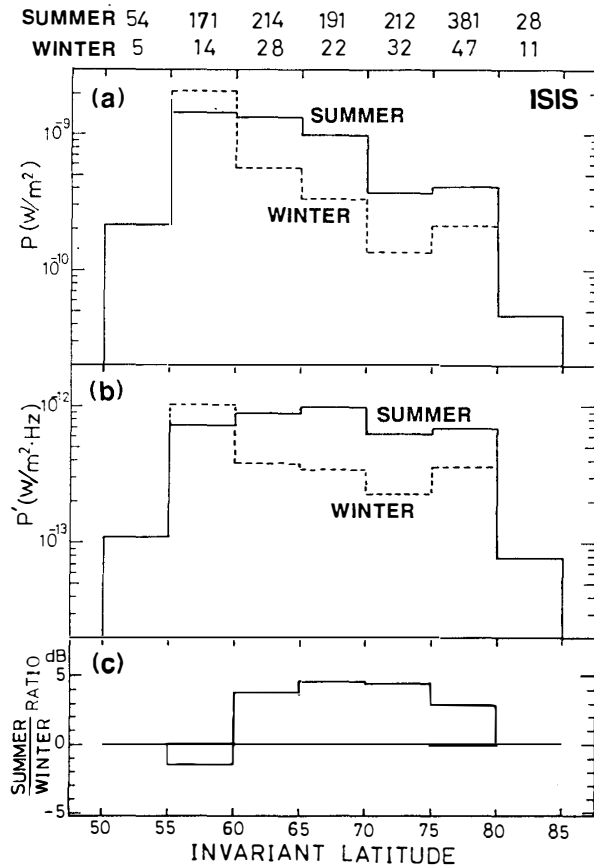 SUMMER 54 171 214 191 212 381 28
WINTER 5 14 28 22 32 47 11
(a) ISIS
SUMMER
WINTER
P (W/m²)
10⁻⁹
10⁻¹⁰
(b)
SUMMER
WINTER
P' (W/m²·Hz)
10⁻¹²
10⁻¹³
(c)
dB
5
0
-5
SUMMER
WINTER
RATIO
50 55 60 65 70 75 80 85
INVARIANT LATITUDE